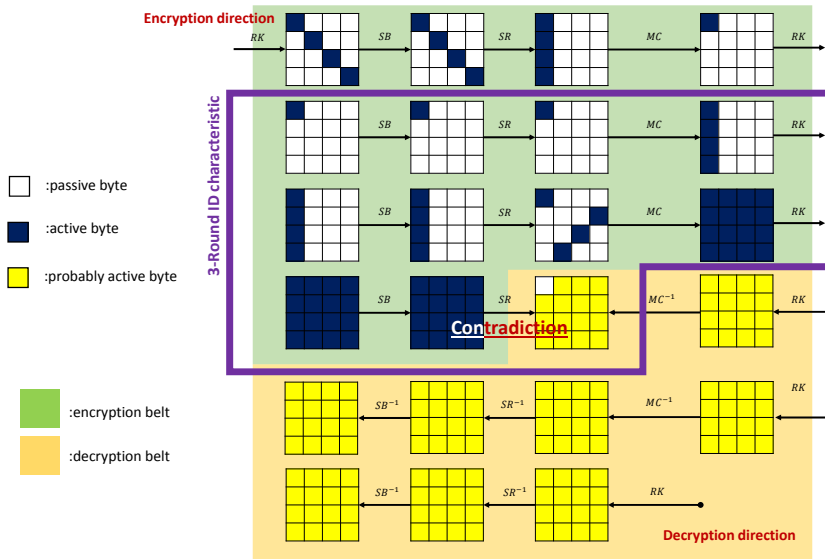 Encryption direction
RK SB SR MC RK
3-Round ID characteristic
SB SR MC RK
:passive byte
SB SR MC RK
:active byte
:probably active byte
SB SR MC⁻¹ RK
Contradiction
:encryption belt
SB⁻¹ SR⁻¹ MC⁻¹ RK
:decryption belt
SB⁻¹ SR⁻¹ RK
Decryption direction